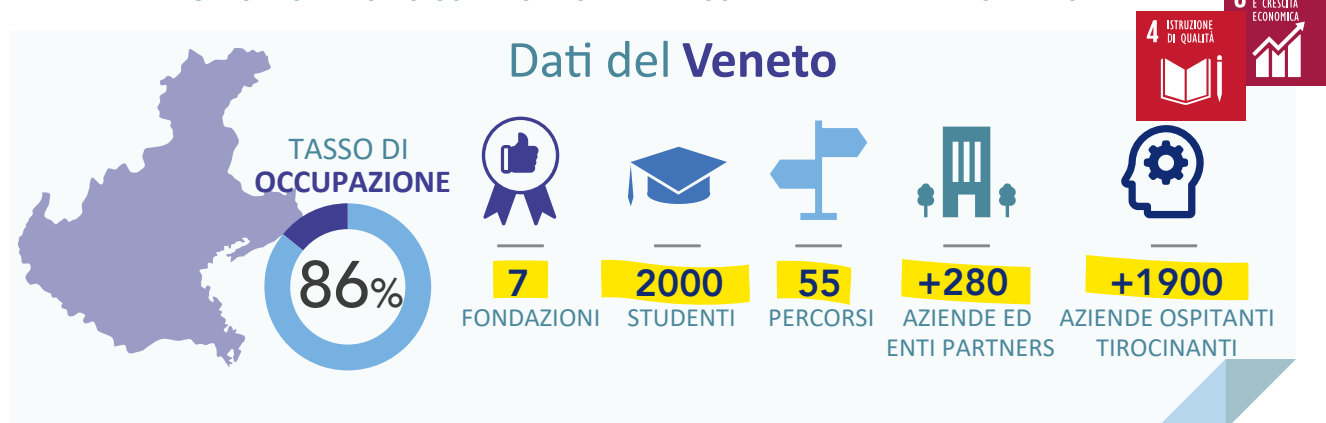 Dati del Veneto
4 ISTRUZIONE
DI QUALITÀ
E CRESCITA
ECONOMICA
TASSO DI
OCCUPAZIONE
86%
7
FONDAZIONI
2000
STUDENTI
55
PERCORSI
+280
AZIENDE ED
ENTI PARTNERS
+1900
AZIENDE OSPITANTI
TIROCINANTI